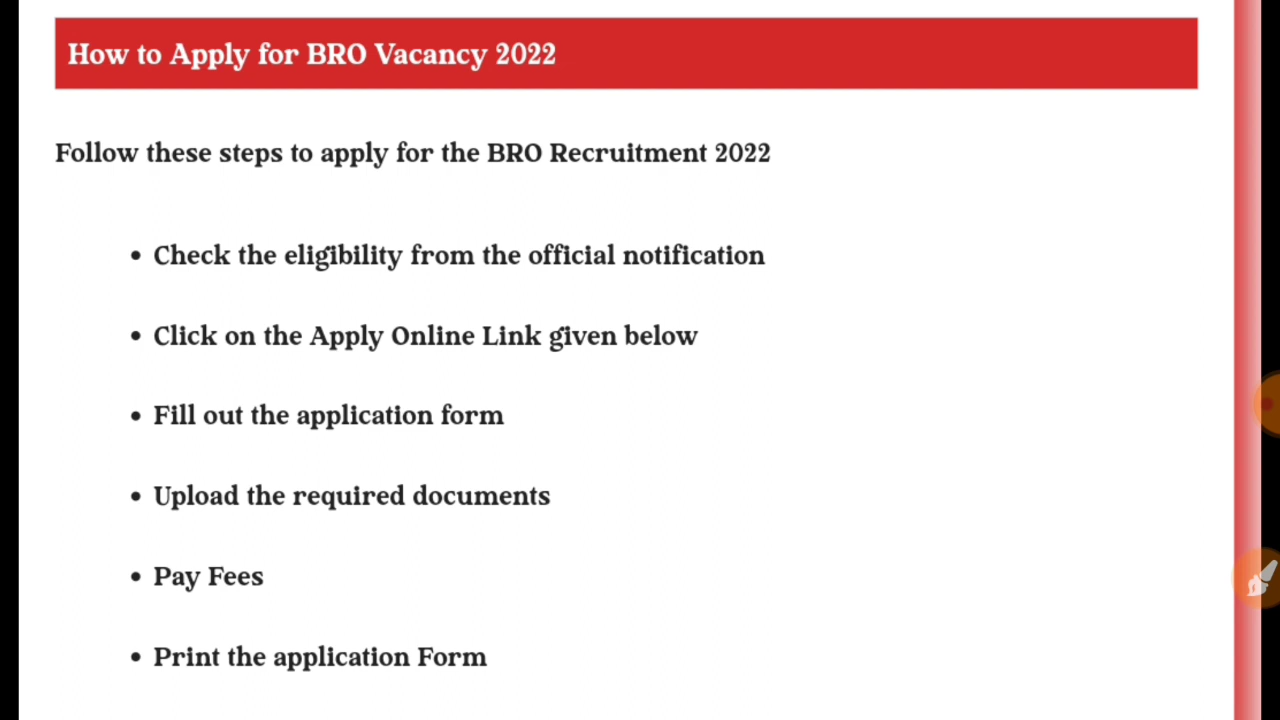 How to Apply for BRO Vacancy 2022
Follow these steps to apply for the BRO Recruitment 2022
• Check the eligibility from the official notification
• Click on the Apply Online Link given below
• Fill out the application form
• Upload the required documents
• Pay Fees
• Print the application Form